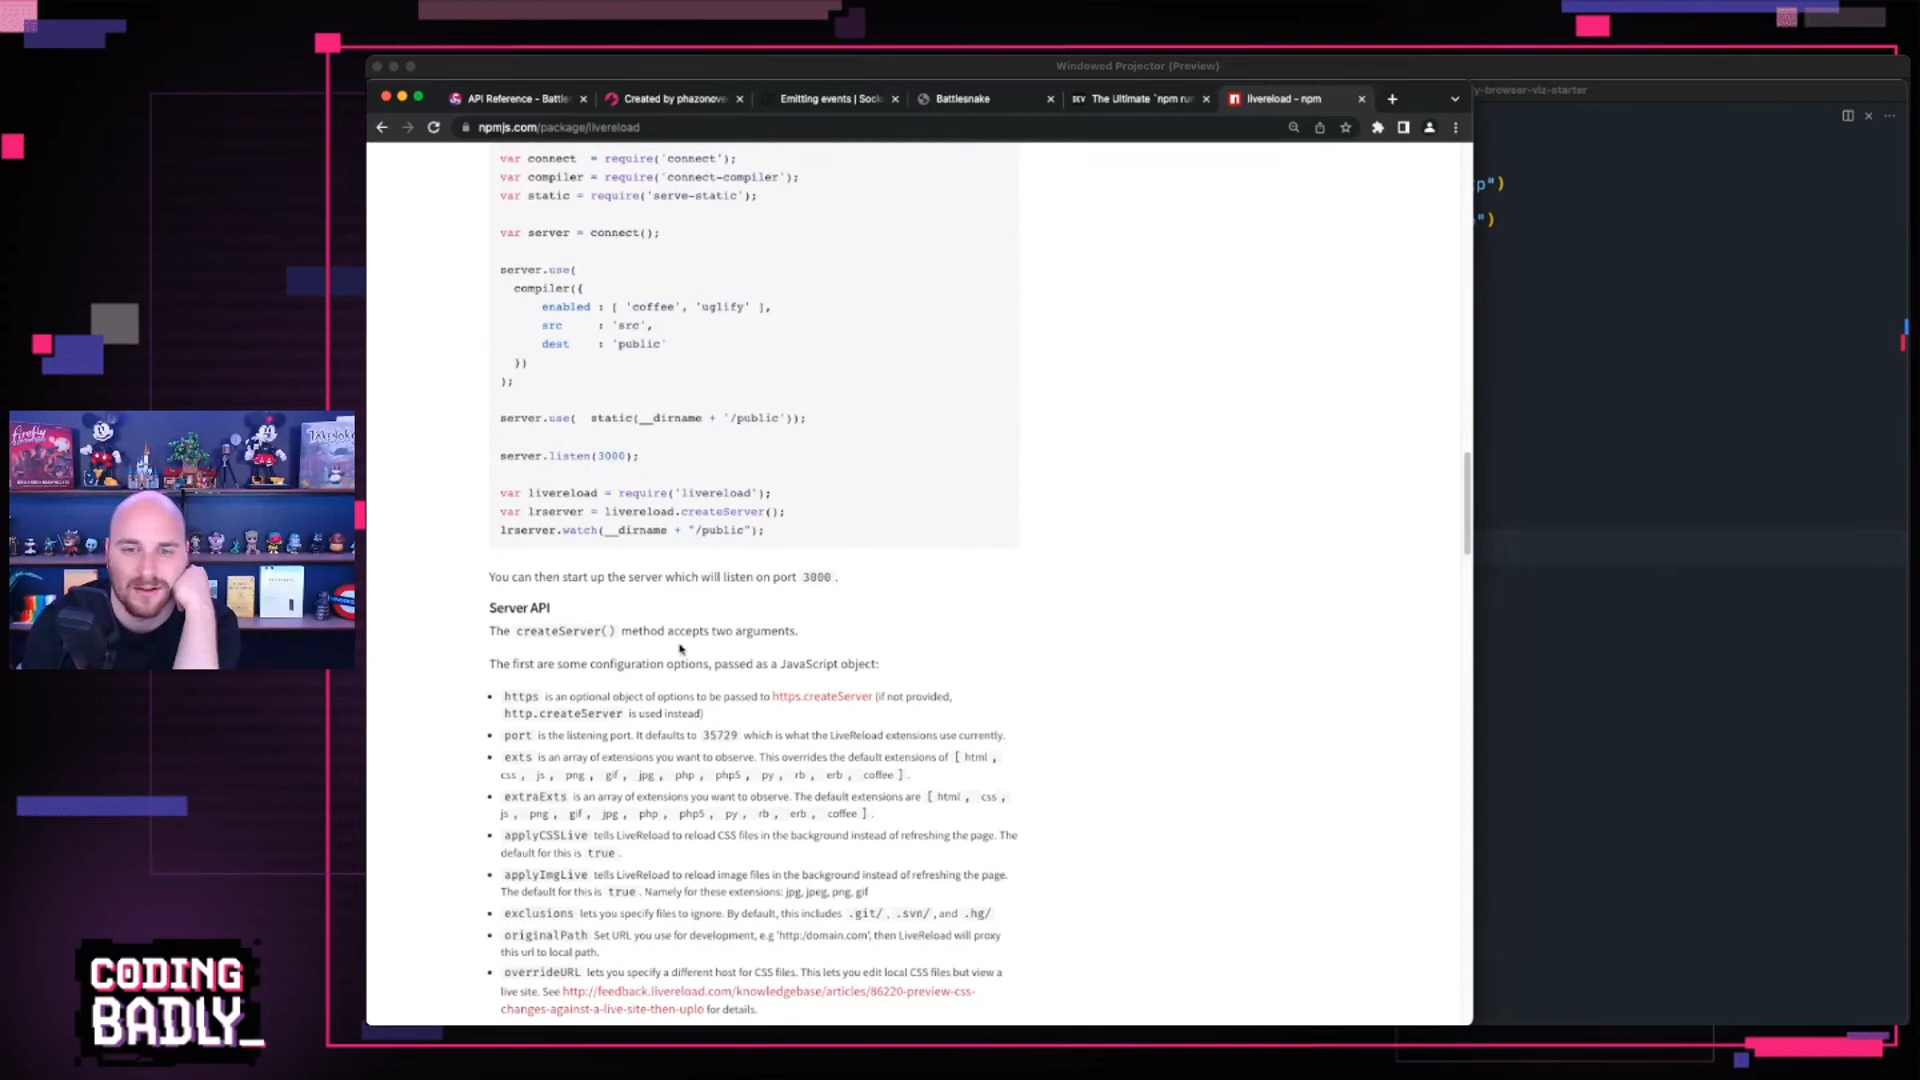 Windowed Projector (Preview)
API Reference - Battle
Created by phazonove
Emitting events | Sock
Battlesnake
DEV The Ultimate `npm run
livereload - npm
y-browser-viz-starter
npmjs.com/package/livereload
var connect = require('connect');
var compiler = require('connect-compiler');
var static = require('serve-static');
p")
")
var server = connect();
server.use(
compiler({
enabled : [ 'coffee', 'uglify' ],
src : 'src',
dest : 'public'
})
);
server.use( static(__dirname + '/public'));
server.listen(3000);
var livereload = require('livereload');
var lrserver = livereload.createServer();
lrserver.watch(__dirname + "/public");
You can then start up the server which will listen on port 3000 .
Server API
The createServer() method accepts two arguments.
The first are some configuration options, passed as a JavaScript object:
• https is an optional object of options to be passed to https.createServer (if not provided,
http.createServer is used instead)
• port is the listening port. It defaults to 35729 which is what the LiveReload extensions use currently.
• exts is an array of extensions you want to observe. This overrides the default extensions of [ html ,
css , js , png , gif , jpg , php , php5 , py , rb , erb , coffee ] .
• extraExts is an array of extensions you want to observe. The default extensions are [ html , css ,
js , png , gif , jpg , php , php5 , py , rb , erb , coffee ] .
• applyCSSLive tells LiveReload to reload CSS files in the background instead of refreshing the page. The
default for this is true .
• applyImgLive tells LiveReload to reload image files in the background instead of refreshing the page.
The default for this is true . Namely for these extensions: jpg, jpeg, png, gif
• exclusions lets you specify files to ignore. By default, this includes .git/ , .svn/ , and .hg/
• originalPath Set URL you use for development, e.g 'http:/domain.com', then LiveReload will proxy
this url to local path.
• overrideURL lets you specify a different host for CSS files. This lets you edit local CSS files but view a
live site. See http://feedback.livereload.com/knowledgebase/articles/86220-preview-css-
changes-against-a-live-site-then-uplo for details.
firefly
TAKENOKO
CODING
BADLY_